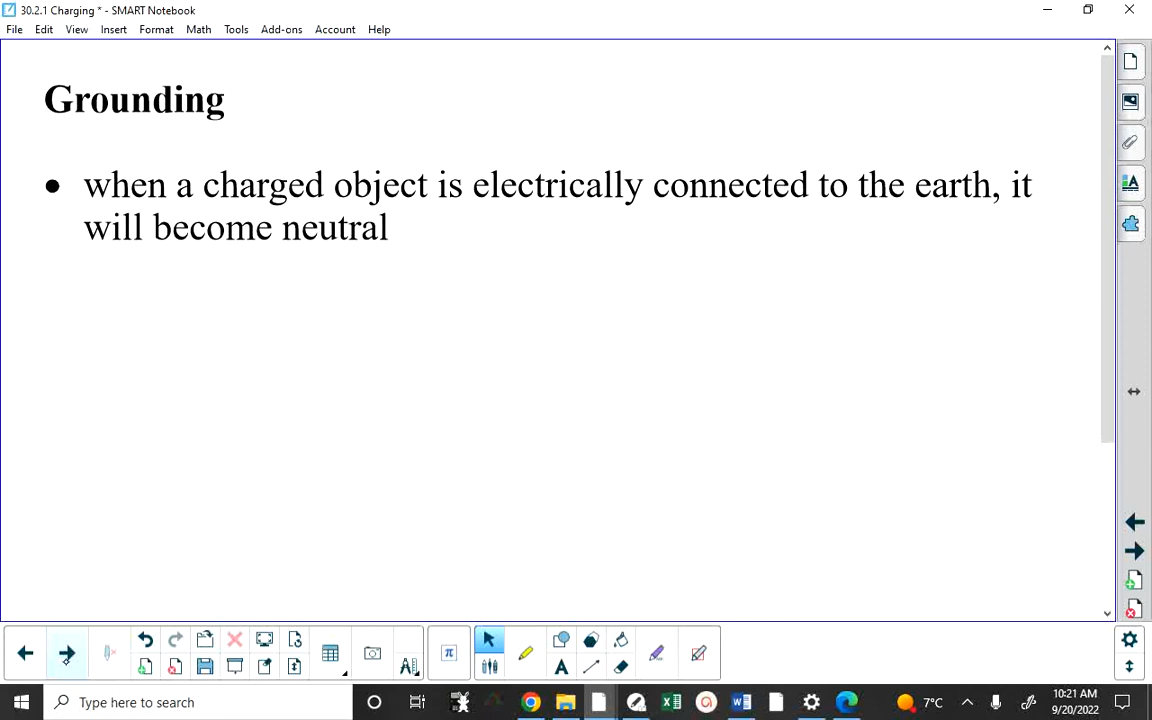 30.2.1 Charging * - SMART Notebook
File Edit View Insert Format Math Tools Add-ons Account Help
Grounding
• when a charged object is electrically connected to the earth, it
will become neutral
Type here to search
7°C
10:21 AM
9/20/2022